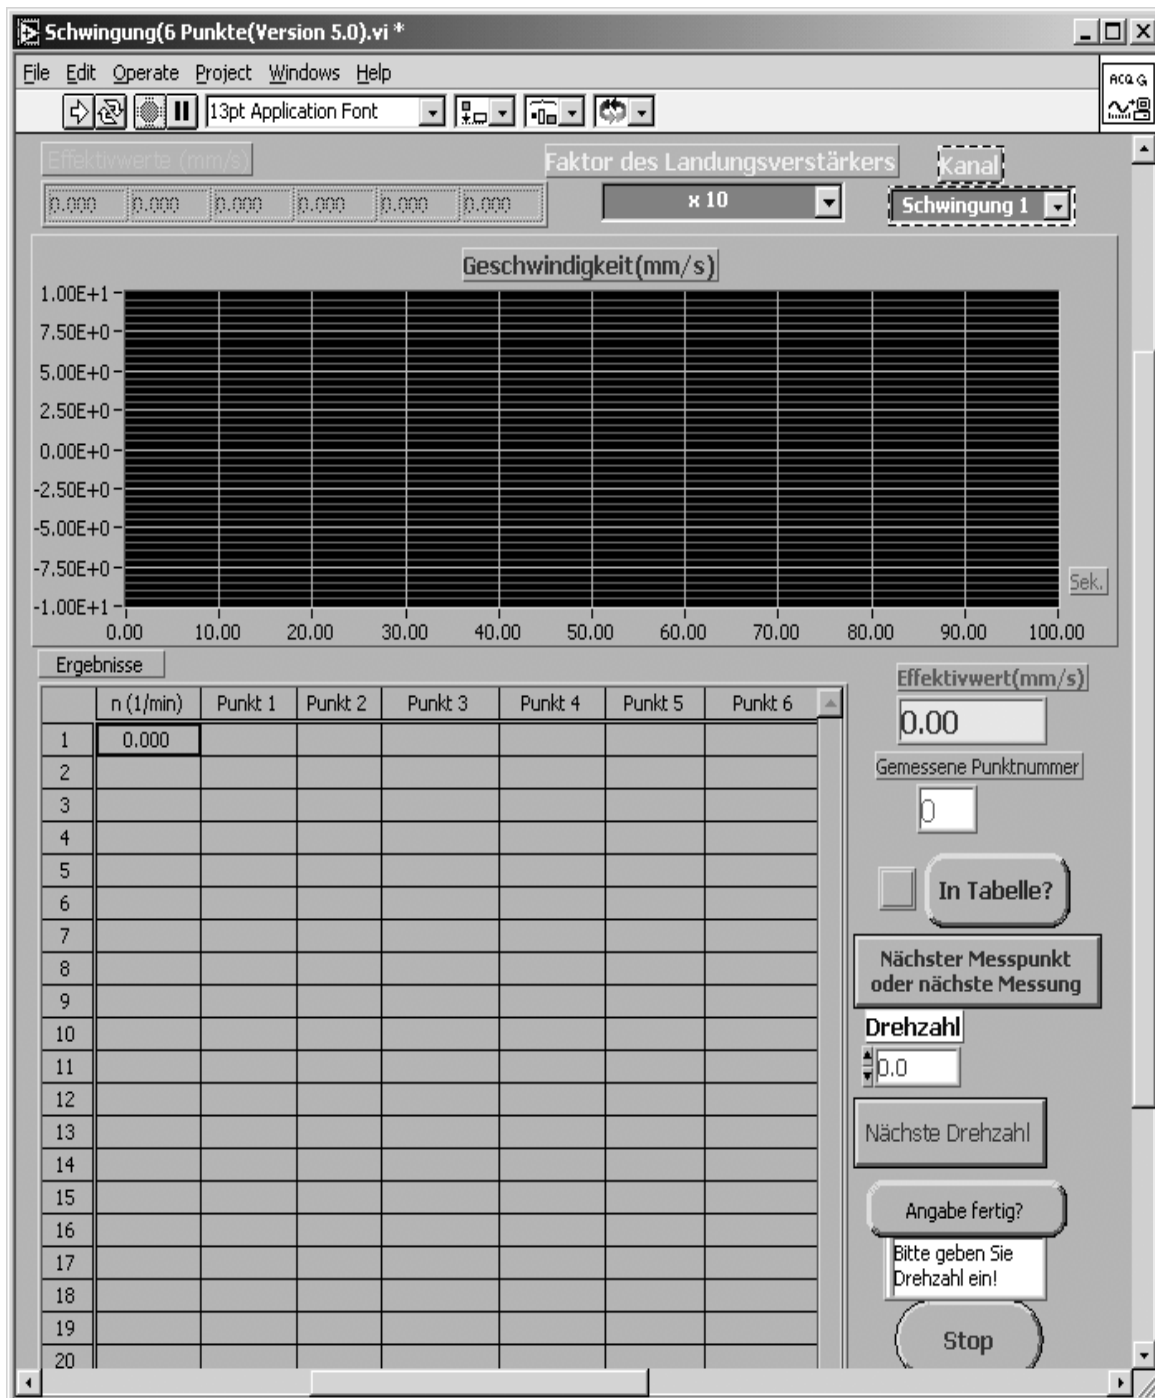 Schwingung(6 Punkte(Version 5.0).vi *
File Edit Operate Project Windows Help
ACQ G
13pt Application Font
Effektivwerte (mm/s)
Faktor des Landungsverstärkers
Kanal
0.000 0.000 0.000 0.000 0.000 0.000
x 10
Schwingung 1
Geschwindigkeit(mm/s)
1.00E+1
7.50E+0
5.00E+0
2.50E+0
0.00E+0
-2.50E+0
-5.00E+0
-7.50E+0
-1.00E+1
Sek.
0.00 10.00 20.00 30.00 40.00 50.00 60.00 70.00 80.00 90.00 100.00
Ergebnisse
n (1/min) Punkt 1 Punkt 2 Punkt 3 Punkt 4 Punkt 5 Punkt 6
1 0.000
2
3
4
5
6
7
8
9
10
11
12
13
14
15
16
17
18
19
20
Effektivwert(mm/s)
0.00
Gemessene Punktnummer
0
In Tabelle?
Nächster Messpunkt
oder nächste Messung
Drehzahl
0.0
Nächste Drehzahl
Angabe fertig?
Bitte geben Sie
Drehzahl ein!
Stop